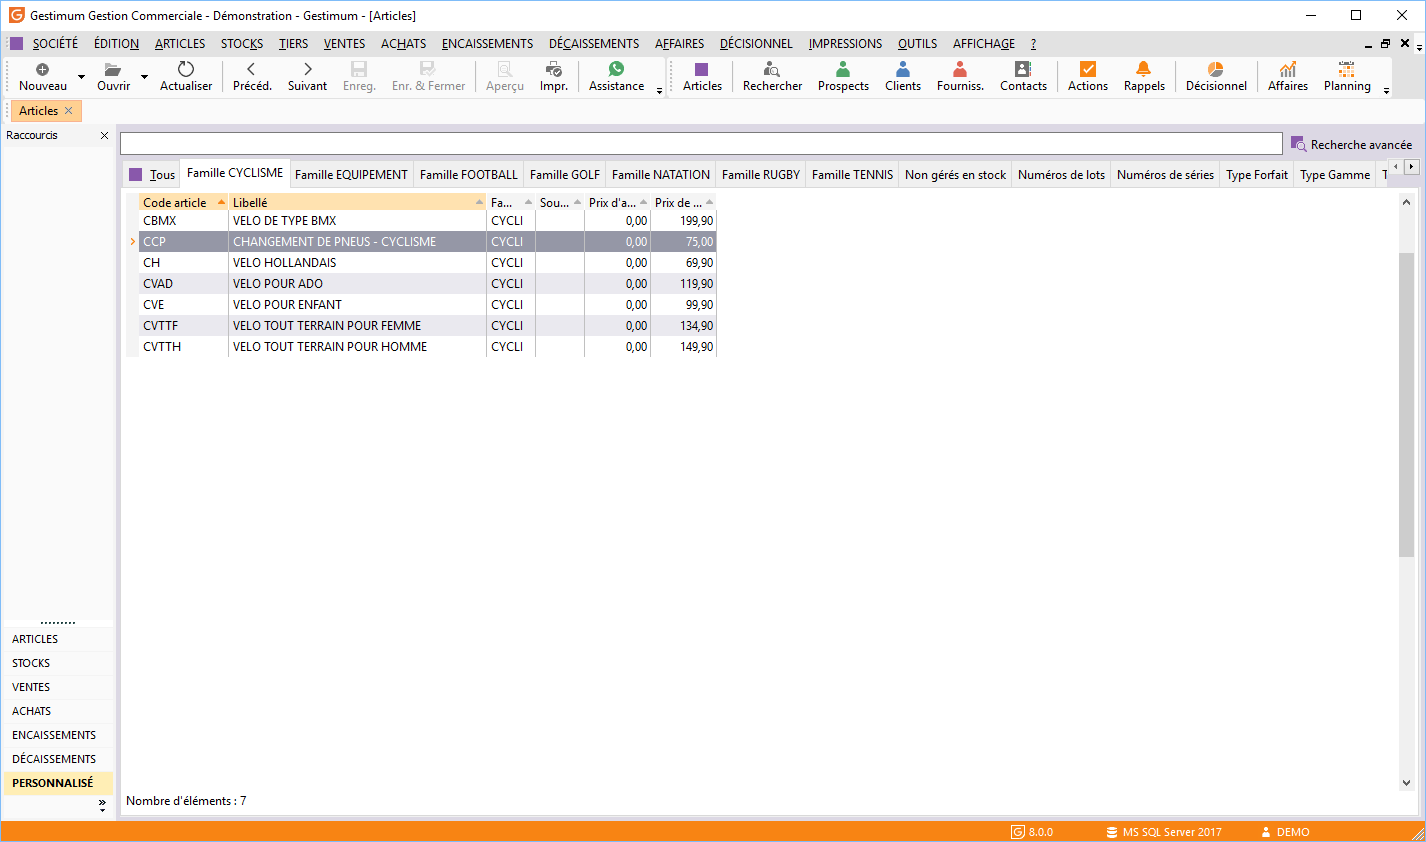 Gestimum Gestion Commerciale - Démonstration - Gestimum - [Articles]
SOCIÉTÉ ÉDITION ARTICLES STOCKS TIERS VENTES ACHATS ENCAISSEMENTS DÉCAISSEMENTS AFFAIRES DÉCISIONNEL IMPRESSIONS OUTILS AFFICHAGE ?
Nouveau Ouvrir Actualiser Précéd. Suivant Enreg. Enr. & Fermer Aperçu Impr. Assistance Articles Rechercher Prospects Clients Fourniss. Contacts Actions Rappels Décisionnel Affaires Planning
Articles
Raccourcis
Recherche avancée
Tous Famille CYCLISME Famille EQUIPEMENT Famille FOOTBALL Famille GOLF Famille NATATION Famille RUGBY Famille TENNIS Non gérés en stock Numéros de lots Numéros de séries Type Forfait Type Gamme T
Code article Libellé Fa... Sou... Prix d'a... Prix de ...
CBMX VELO DE TYPE BMX CYCLI 0,00 199,90
CCP CHANGEMENT DE PNEUS - CYCLISME CYCLI 0,00 75,00
CH VELO HOLLANDAIS CYCLI 0,00 69,90
CVAD VELO POUR ADO CYCLI 0,00 119,90
CVE VELO POUR ENFANT CYCLI 0,00 99,90
CVTTF VELO TOUT TERRAIN POUR FEMME CYCLI 0,00 134,90
CVTTH VELO TOUT TERRAIN POUR HOMME CYCLI 0,00 149,90
ARTICLES
STOCKS
VENTES
ACHATS
ENCAISSEMENTS
DÉCAISSEMENTS
PERSONNALISÉ
Nombre d'éléments : 7
8.0.0 MS SQL Server 2017 DEMO